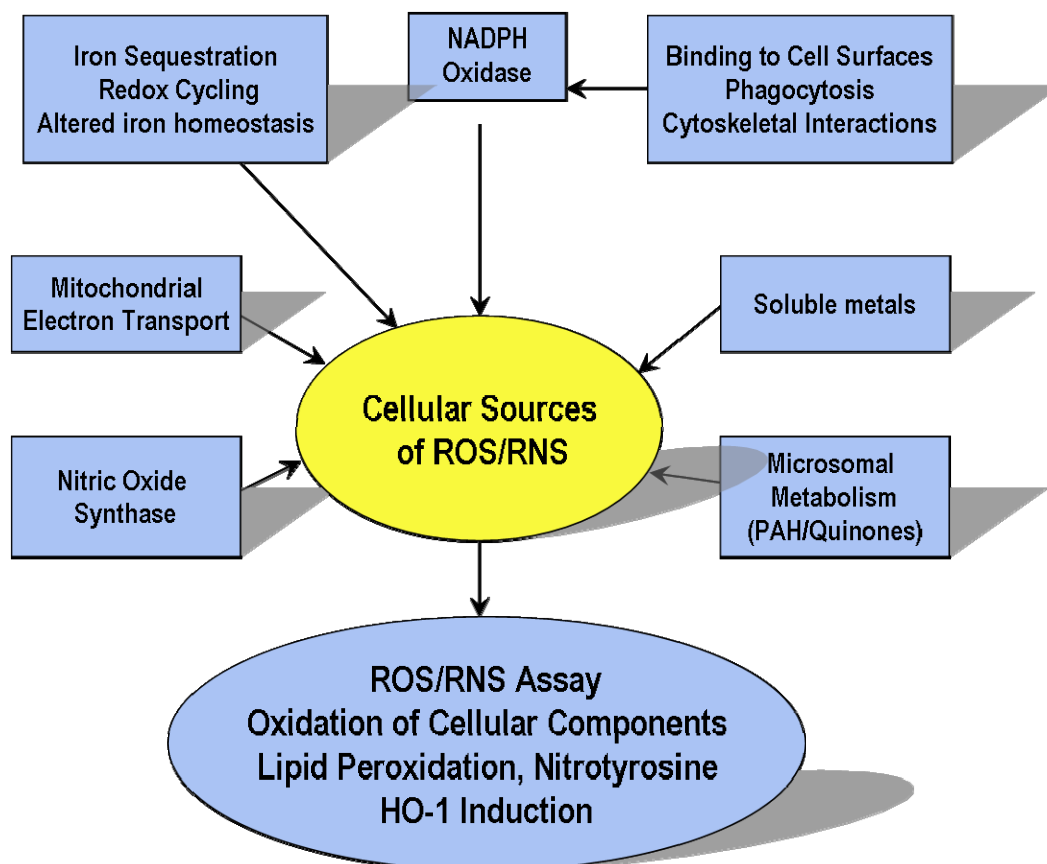 Iron Sequestration
Redox Cycling
Altered iron homeostasis
NADPH
Oxidase
Binding to Cell Surfaces
Phagocytosis
Cytoskeletal Interactions
Mitochondrial
Electron Transport
Soluble metals
Cellular Sources
of ROS/RNS
Nitric Oxide
Synthase
Microsomal
Metabolism
(PAH/Quinones)
ROS/RNS Assay
Oxidation of Cellular Components
Lipid Peroxidation, Nitrotyrosine
HO-1 Induction